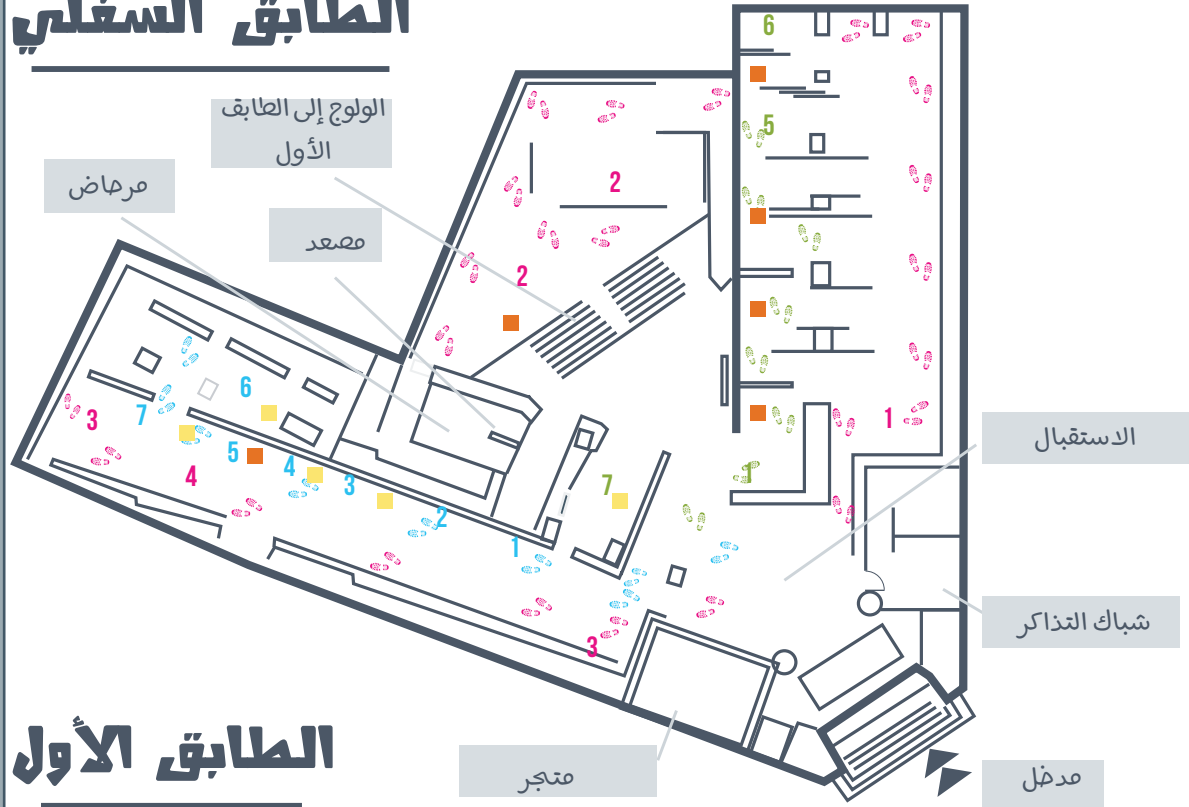 الطابق السفلي
الولوج إلى الطابق
الأول
مرحاض
مصعد
6
5
2
2
1
7
1
3
7
6
5
4
3
2
1
4
3
الاستقبال
شباك التذاكر
متجر
مدخل
الطابق الأول